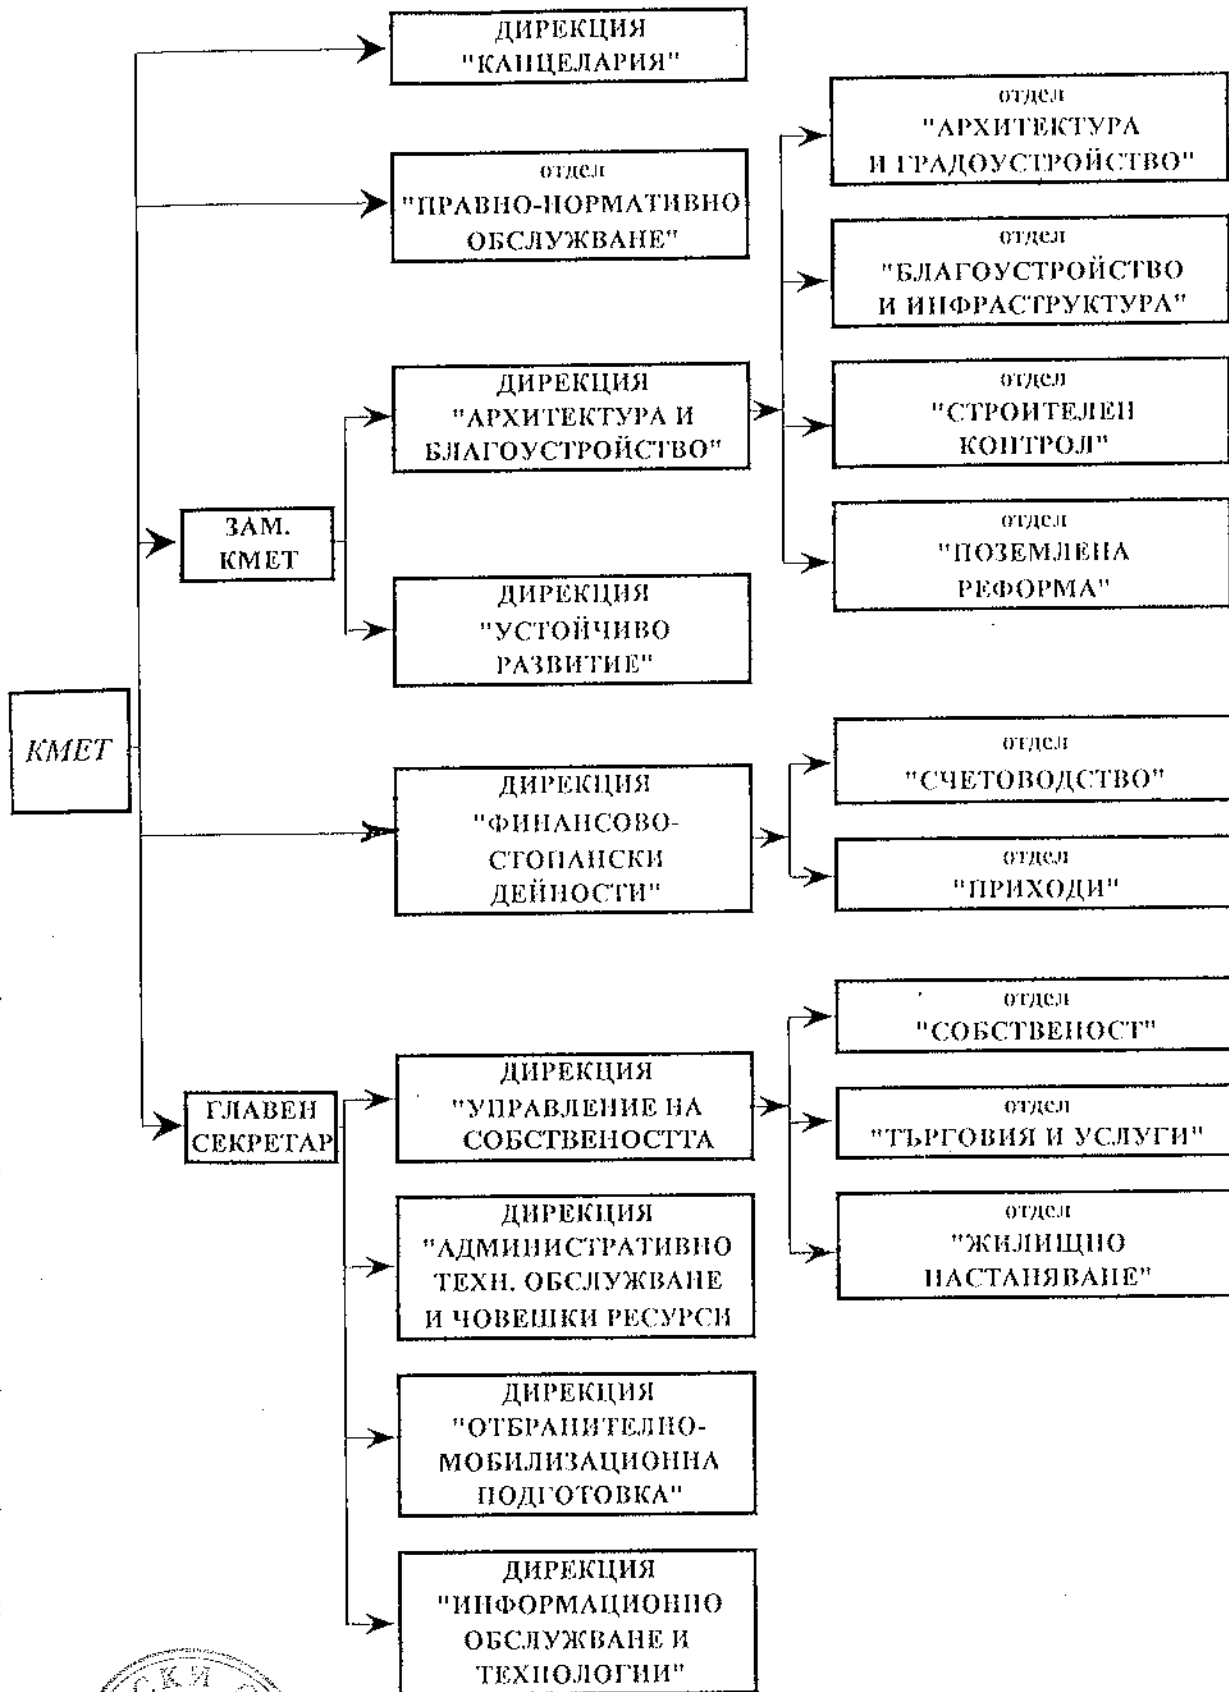 ДИРЕКЦИЯ
"КАНЦЕЛАРИЯ"
отдел
"ПРАВНО-НОРМАТИВНО
ОБСЛУЖВАНЕ"
ДИРЕКЦИЯ
"АРХИТЕКТУРА И
БЛАГОУСТРОЙСТВО"
отдел
"АРХИТЕКТУРА
И ГРАДОУСТРОЙСТВО"
отдел
"БЛАГОУСТРОЙСТВО
И ИНФРАСТРУКТУРА"
отдел
"СТРОИТЕЛЕН
КОНТРОЛ"
отдел
"ПОЗЕМЛЕНА
РЕФОРМА"
ЗАМ.
КМЕТ
ДИРЕКЦИЯ
"УСТОЙЧИВО
РАЗВИТИЕ"
КМЕТ
ДИРЕКЦИЯ
"ФИНАНСОВО-
СТОПАНСКИ
ДЕЙНОСТИ"
отдел
"СЧЕТОВОДСТВО"
отдел
"ПРИХОДИ"
ГЛАВЕН
СЕКРЕТАР
ДИРЕКЦИЯ
"УПРАВЛЕНИЕ НА
СОБСТВЕНОСТТА
отдел
"СОБСТВЕНОСТ"
отдел
"ТЪРГОВИЯ И УСЛУГИ"
отдел
"ЖИЛИЩНО
НАСТАНЯВАНЕ"
ДИРЕКЦИЯ
"АДМИНИСТРАТИВНО
ТЕХН. ОБСЛУЖВАНЕ
И ЧОВЕШКИ РЕСУРСИ
ДИРЕКЦИЯ
"ОТБРАНИТЕЛНО-
МОБИЛИЗАЦИОННА
ПОДГОТОВКА"
ДИРЕКЦИЯ
"ИНФОРМАЦИОННО
ОБСЛУЖВАНЕ И
ТЕХНОЛОГИИ"